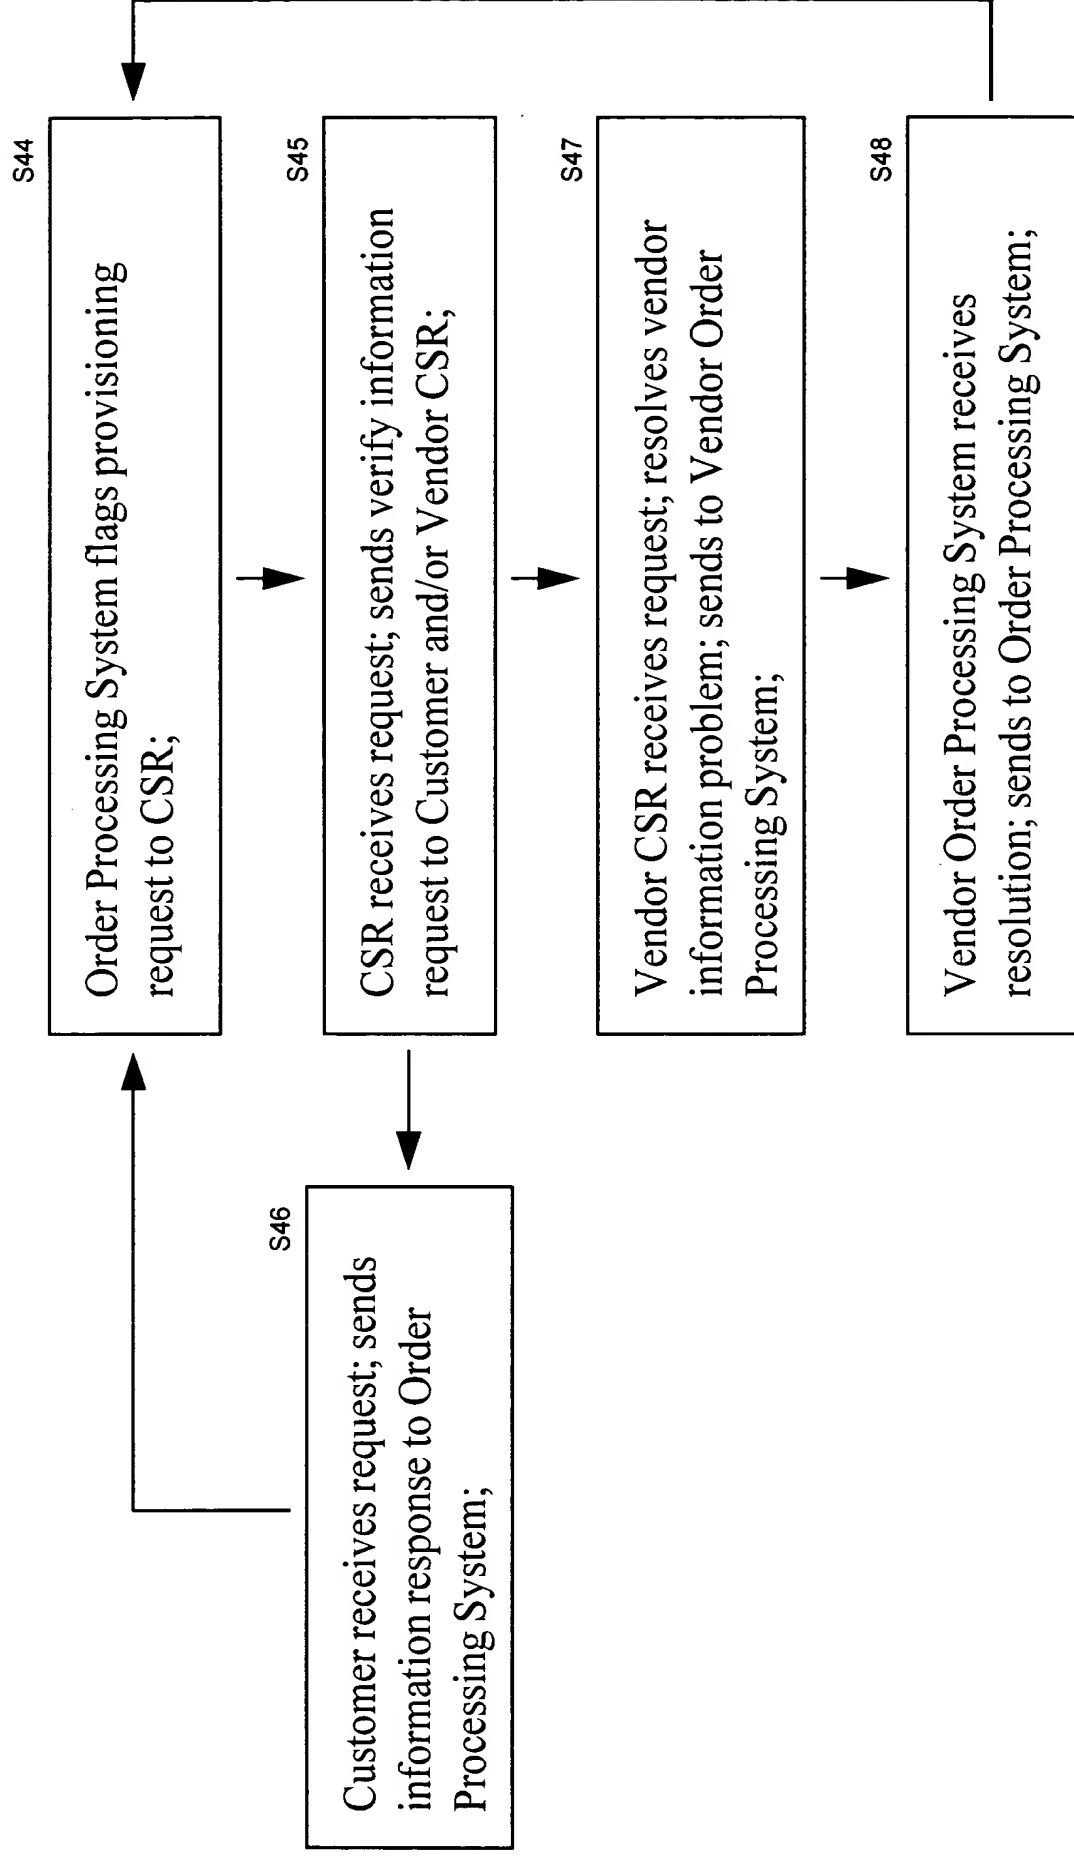 S44
Order Processing System flags provisioning
request to CSR;
S45
CSR receives request; sends verify information
request to Customer and/or Vendor CSR;
S46
Customer receives request; sends
information response to Order
Processing System;
S47
Vendor CSR receives request; resolves vendor
information problem; sends to Vendor Order
Processing System;
S48
Vendor Order Processing System receives
resolution; sends to Order Processing System;